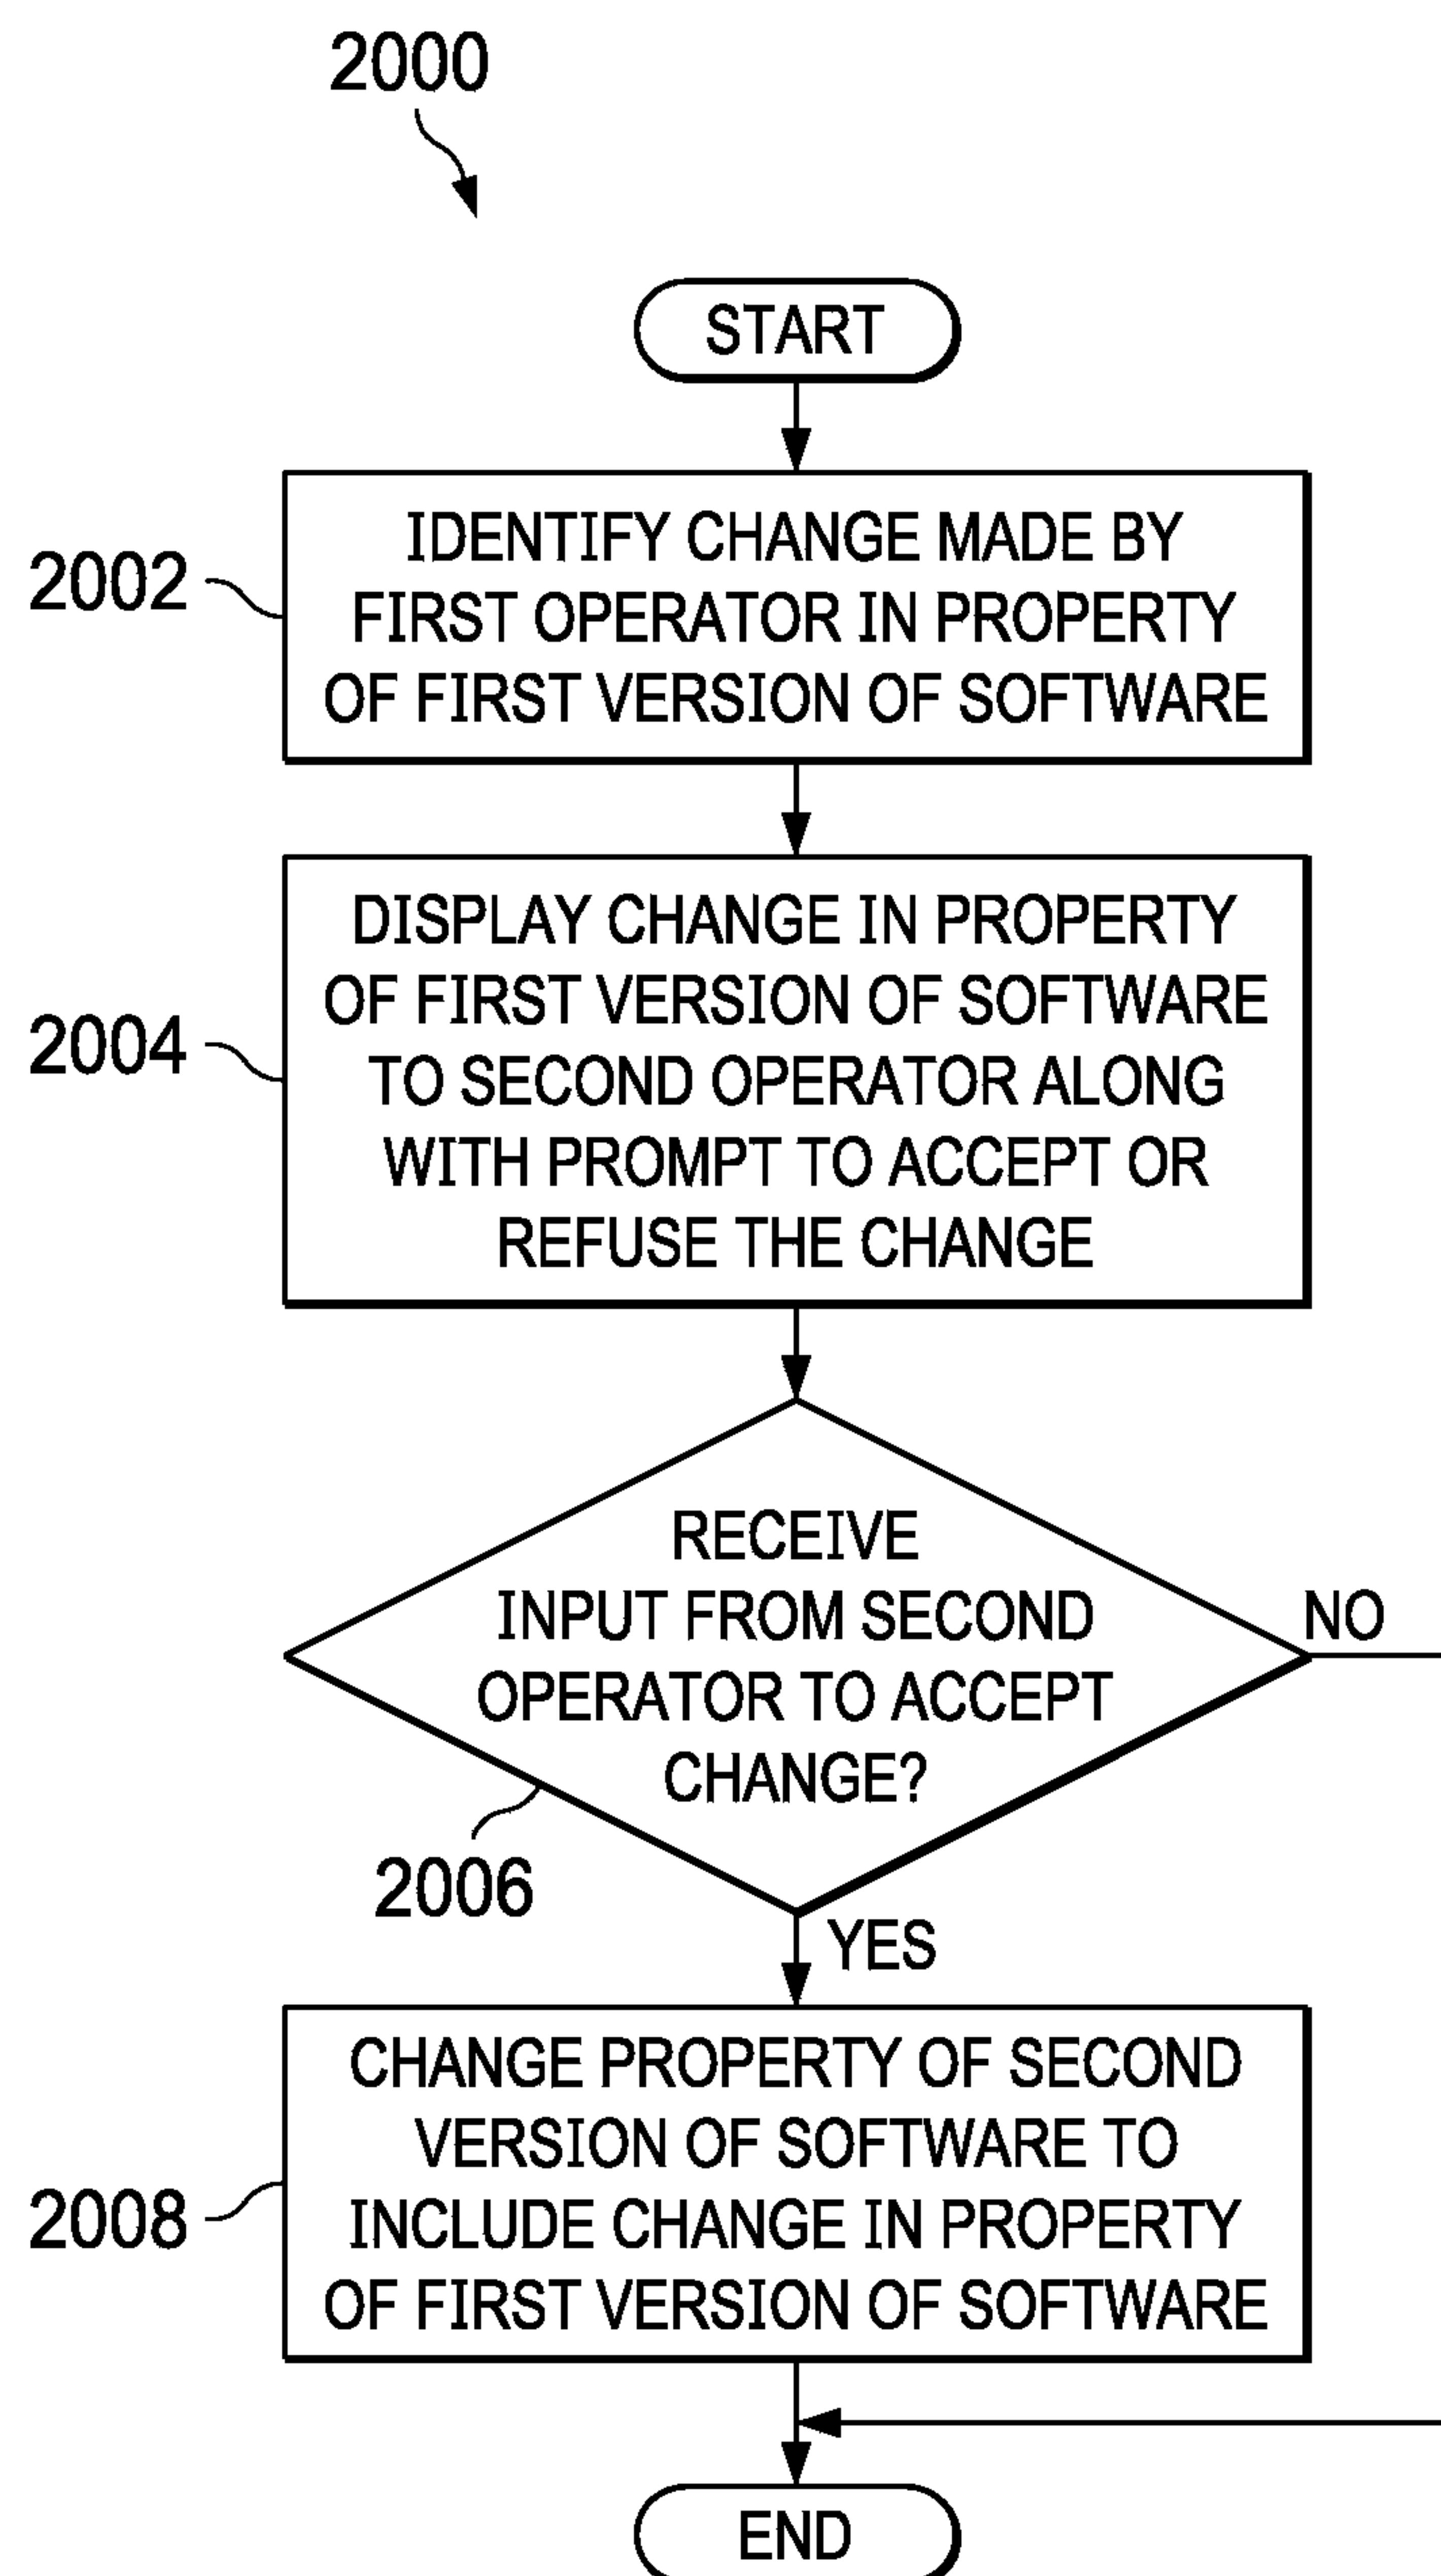 2000
START
2002
IDENTIFY CHANGE MADE BY
FIRST OPERATOR IN PROPERTY
OF FIRST VERSION OF SOFTWARE
2004
DISPLAY CHANGE IN PROPERTY
OF FIRST VERSION OF SOFTWARE
TO SECOND OPERATOR ALONG
WITH PROMPT TO ACCEPT OR
REFUSE THE CHANGE
RECEIVE
INPUT FROM SECOND
OPERATOR TO ACCEPT
CHANGE?
NO
2006
YES
2008
CHANGE PROPERTY OF SECOND
VERSION OF SOFTWARE TO
INCLUDE CHANGE IN PROPERTY
OF FIRST VERSION OF SOFTWARE
END